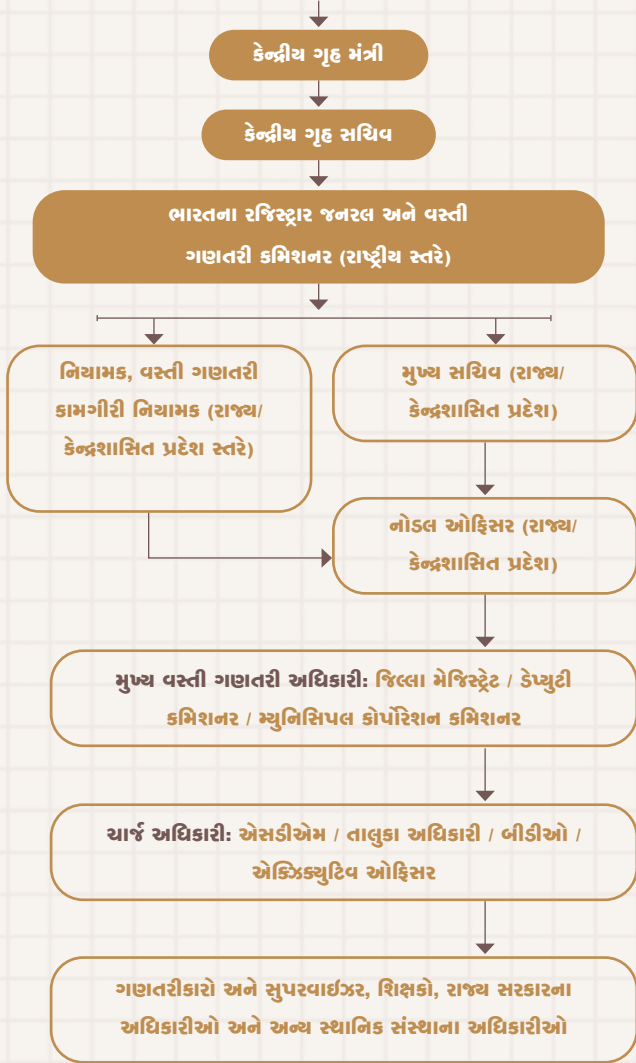 કેન્દ્રીય ગૃહ મંત્રી
કેન્દ્રીય ગૃહ સચિવ
ભારતના રજિસ્ટ્રાર જનરલ અને વસ્તી
ગણતરી કમિશનર (રાષ્ટ્રીય સ્તરે)
નિયામક, વસ્તી ગણતરી
કામગીરી નિયામક (રાજ્ય/
કેન્દ્રશાસિત પ્રદેશ સ્તરે)
મુખ્ય સચિવ (રાજ્ય/
કેન્દ્રશાસિત પ્રદેશ)
નોડલ ઓફિસર (રાજ્ય/
કેન્દ્રશાસિત પ્રદેશ)
મુખ્ય વસ્તી ગણતરી અધિકારી: જિલ્લા મેજિસ્ટ્રેટ / ડેપ્યુટી
કમિશનર / મ્યુનિસિપલ કોર્પોરેશન કમિશનર
ચાર્જ અધિકારી: એસડીએમ / તાલુકા અધિકારી / બીડીઓ /
એક્ઝિક્યુટિવ ઓફિસર
ગણતરીકારો અને સુપરવાઇઝર, શિક્ષકો, રાજ્ય સરકારના
અધિકારીઓ અને અન્ય સ્થાનિક સંસ્થાના અધિકારીઓ